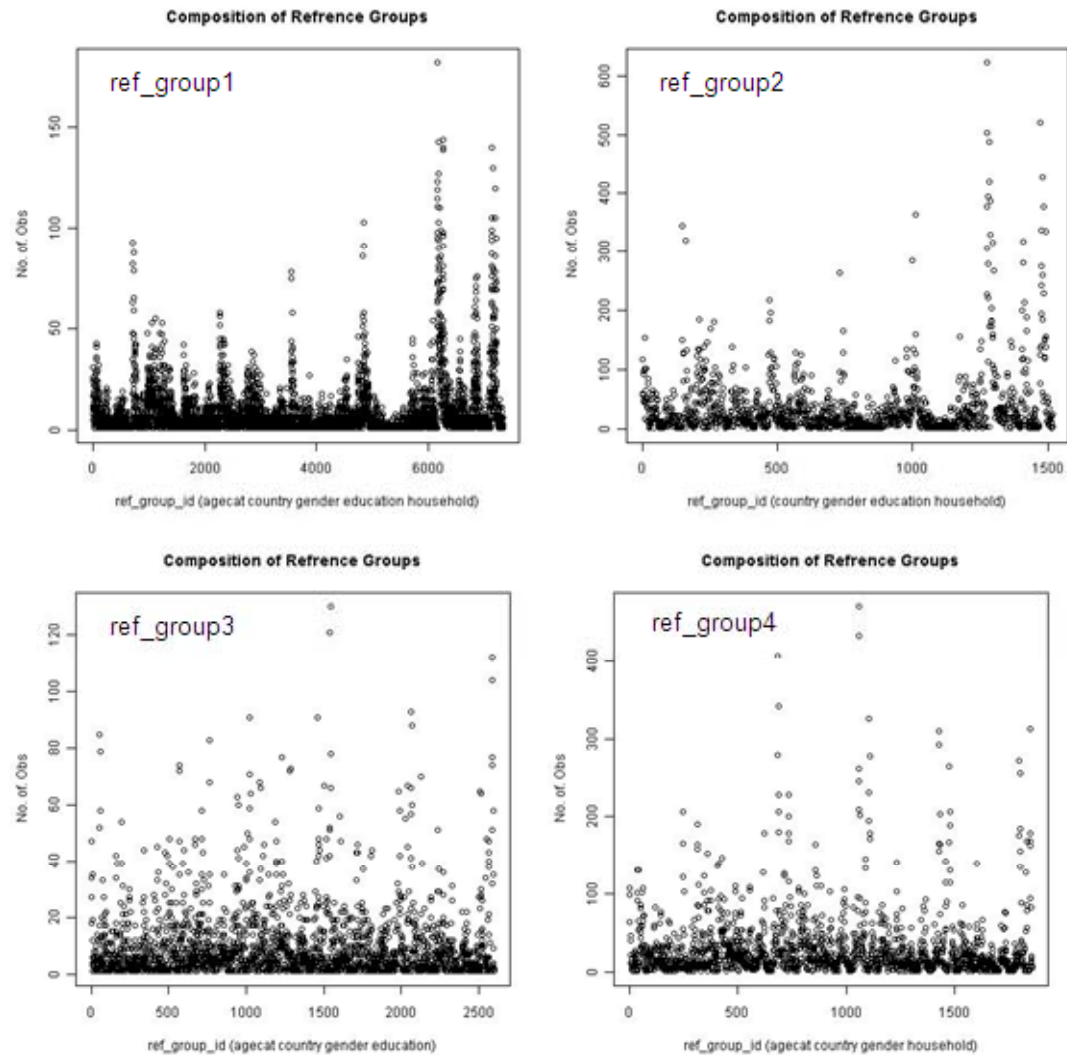 Composition of Refrence Groups
ref_group1
No. of. Obs
150
100
50
0
0 2000 4000 6000
ref_group_id (agecat country gender education household)
Composition of Refrence Groups
ref_group2
No. of. Obs
600
500
400
300
200
100
0
0 500 1000 1500
ref_group_id (country gender education household)
Composition of Refrence Groups
ref_group3
No. of. Obs
120
100
80
60
40
20
0
0 500 1000 1500 2000 2500
ref_group_id (agecat country gender education)
Composition of Refrence Groups
ref_group4
No. of. Obs
400
300
200
100
0
0 500 1000 1500
ref_group_id (agecat country gender household)